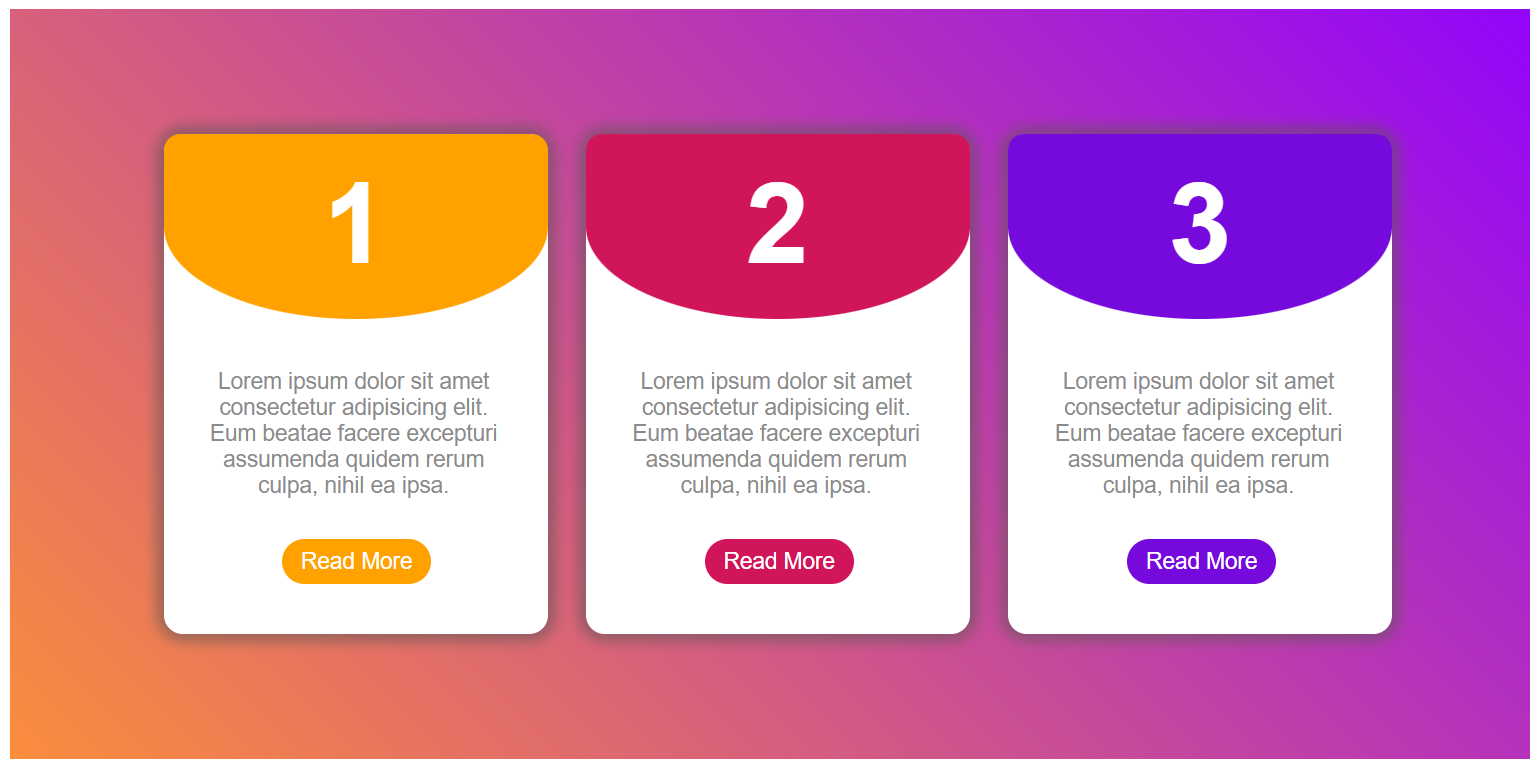 1
Lorem ipsum dolor sit amet
consectetur adipisicing elit.
Eum beatae facere excepturi
assumenda quidem rerum
culpa, nihil ea ipsa.
Read More
2
Lorem ipsum dolor sit amet
consectetur adipisicing elit.
Eum beatae facere excepturi
assumenda quidem rerum
culpa, nihil ea ipsa.
Read More
3
Lorem ipsum dolor sit amet
consectetur adipisicing elit.
Eum beatae facere excepturi
assumenda quidem rerum
culpa, nihil ea ipsa.
Read More